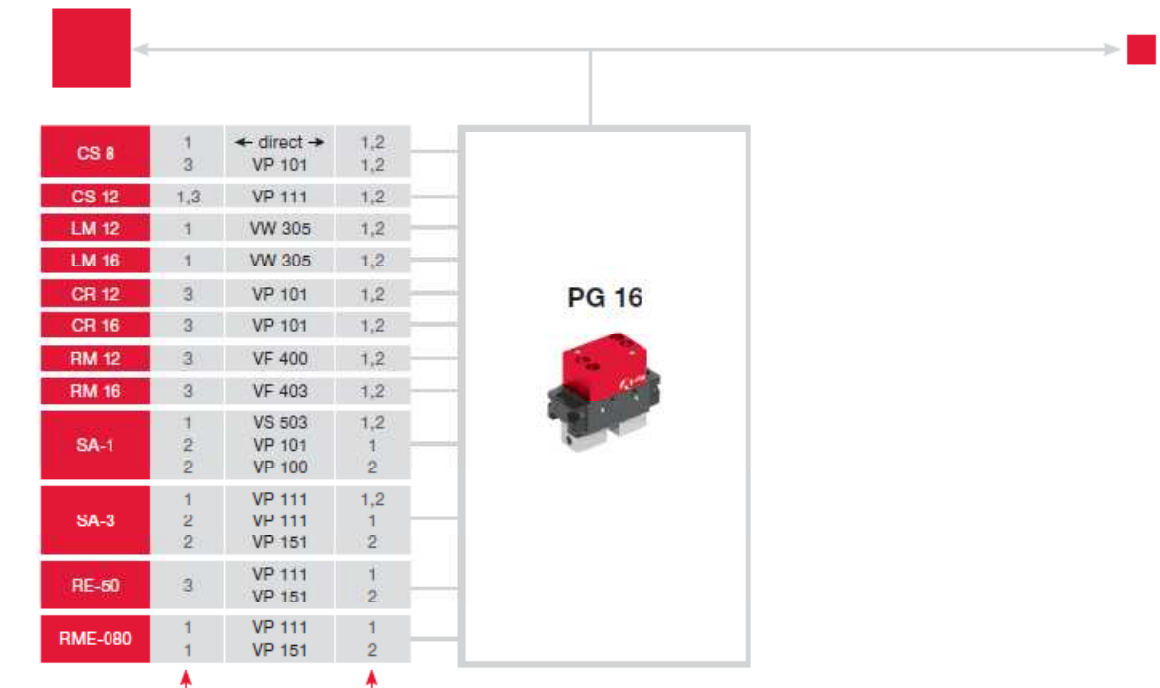 CS 8 1 ← direct → 1,2
3 VP 101 1,2
CS 12 1,3 VP 111 1,2
LM 12 1 VW 305 1,2
LM 16 1 VW 305 1,2
CR 12 3 VP 101 1,2
CR 16 3 VP 101 1,2
RM 12 3 VF 400 1,2
RM 16 3 VF 403 1,2
SA-1 1 VS 503 1,2
2 VP 101 1
2 VP 100 2
SA-3 1 VP 111 1,2
2 VP 111 1
2 VP 151 2
RE-50 3 VP 111 1
VP 151 2
RME-080 1 VP 111 1
1 VP 151 2
PG 16